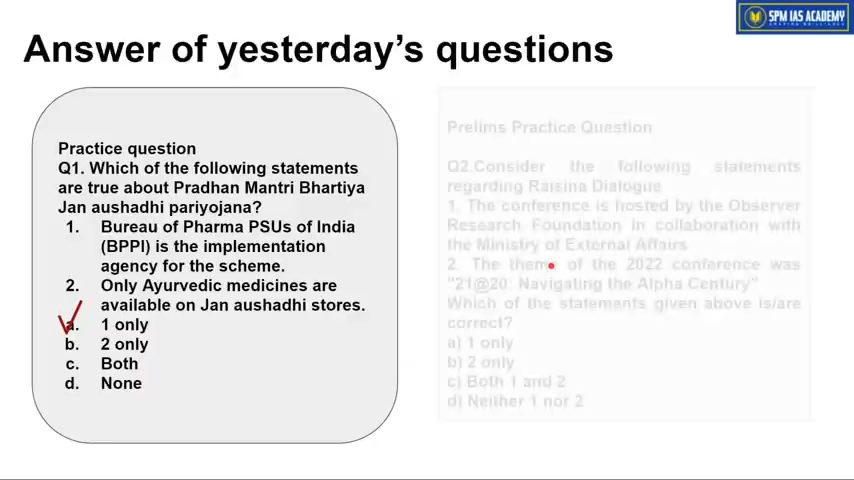 SPM IAS ACADEMY
Answer of yesterday's questions
Practice question
Q1. Which of the following statements
are true about Pradhan Mantri Bhartiya
Jan aushadhi pariyojana?
1. Bureau of Pharma PSUs of India
(BPPI) is the implementation
agency for the scheme.
2. Only Ayurvedic medicines are
available on Jan aushadhi stores.
a. 1 only
b. 2 only
c. Both
d. None
Prelims Practice Question
Q2.Consider the following statements
regarding Raisina Dialogue
1. The conference is hosted by the Observer
Research Foundation in collaboration with
the Ministry of External Affairs
2. The theme of the 2022 conference was
"21@20: Navigating the Alpha Century"
Which of the statements given above is/are
correct?
a) 1 only
b) 2 only
c) Both 1 and 2
d) Neither 1 nor 2